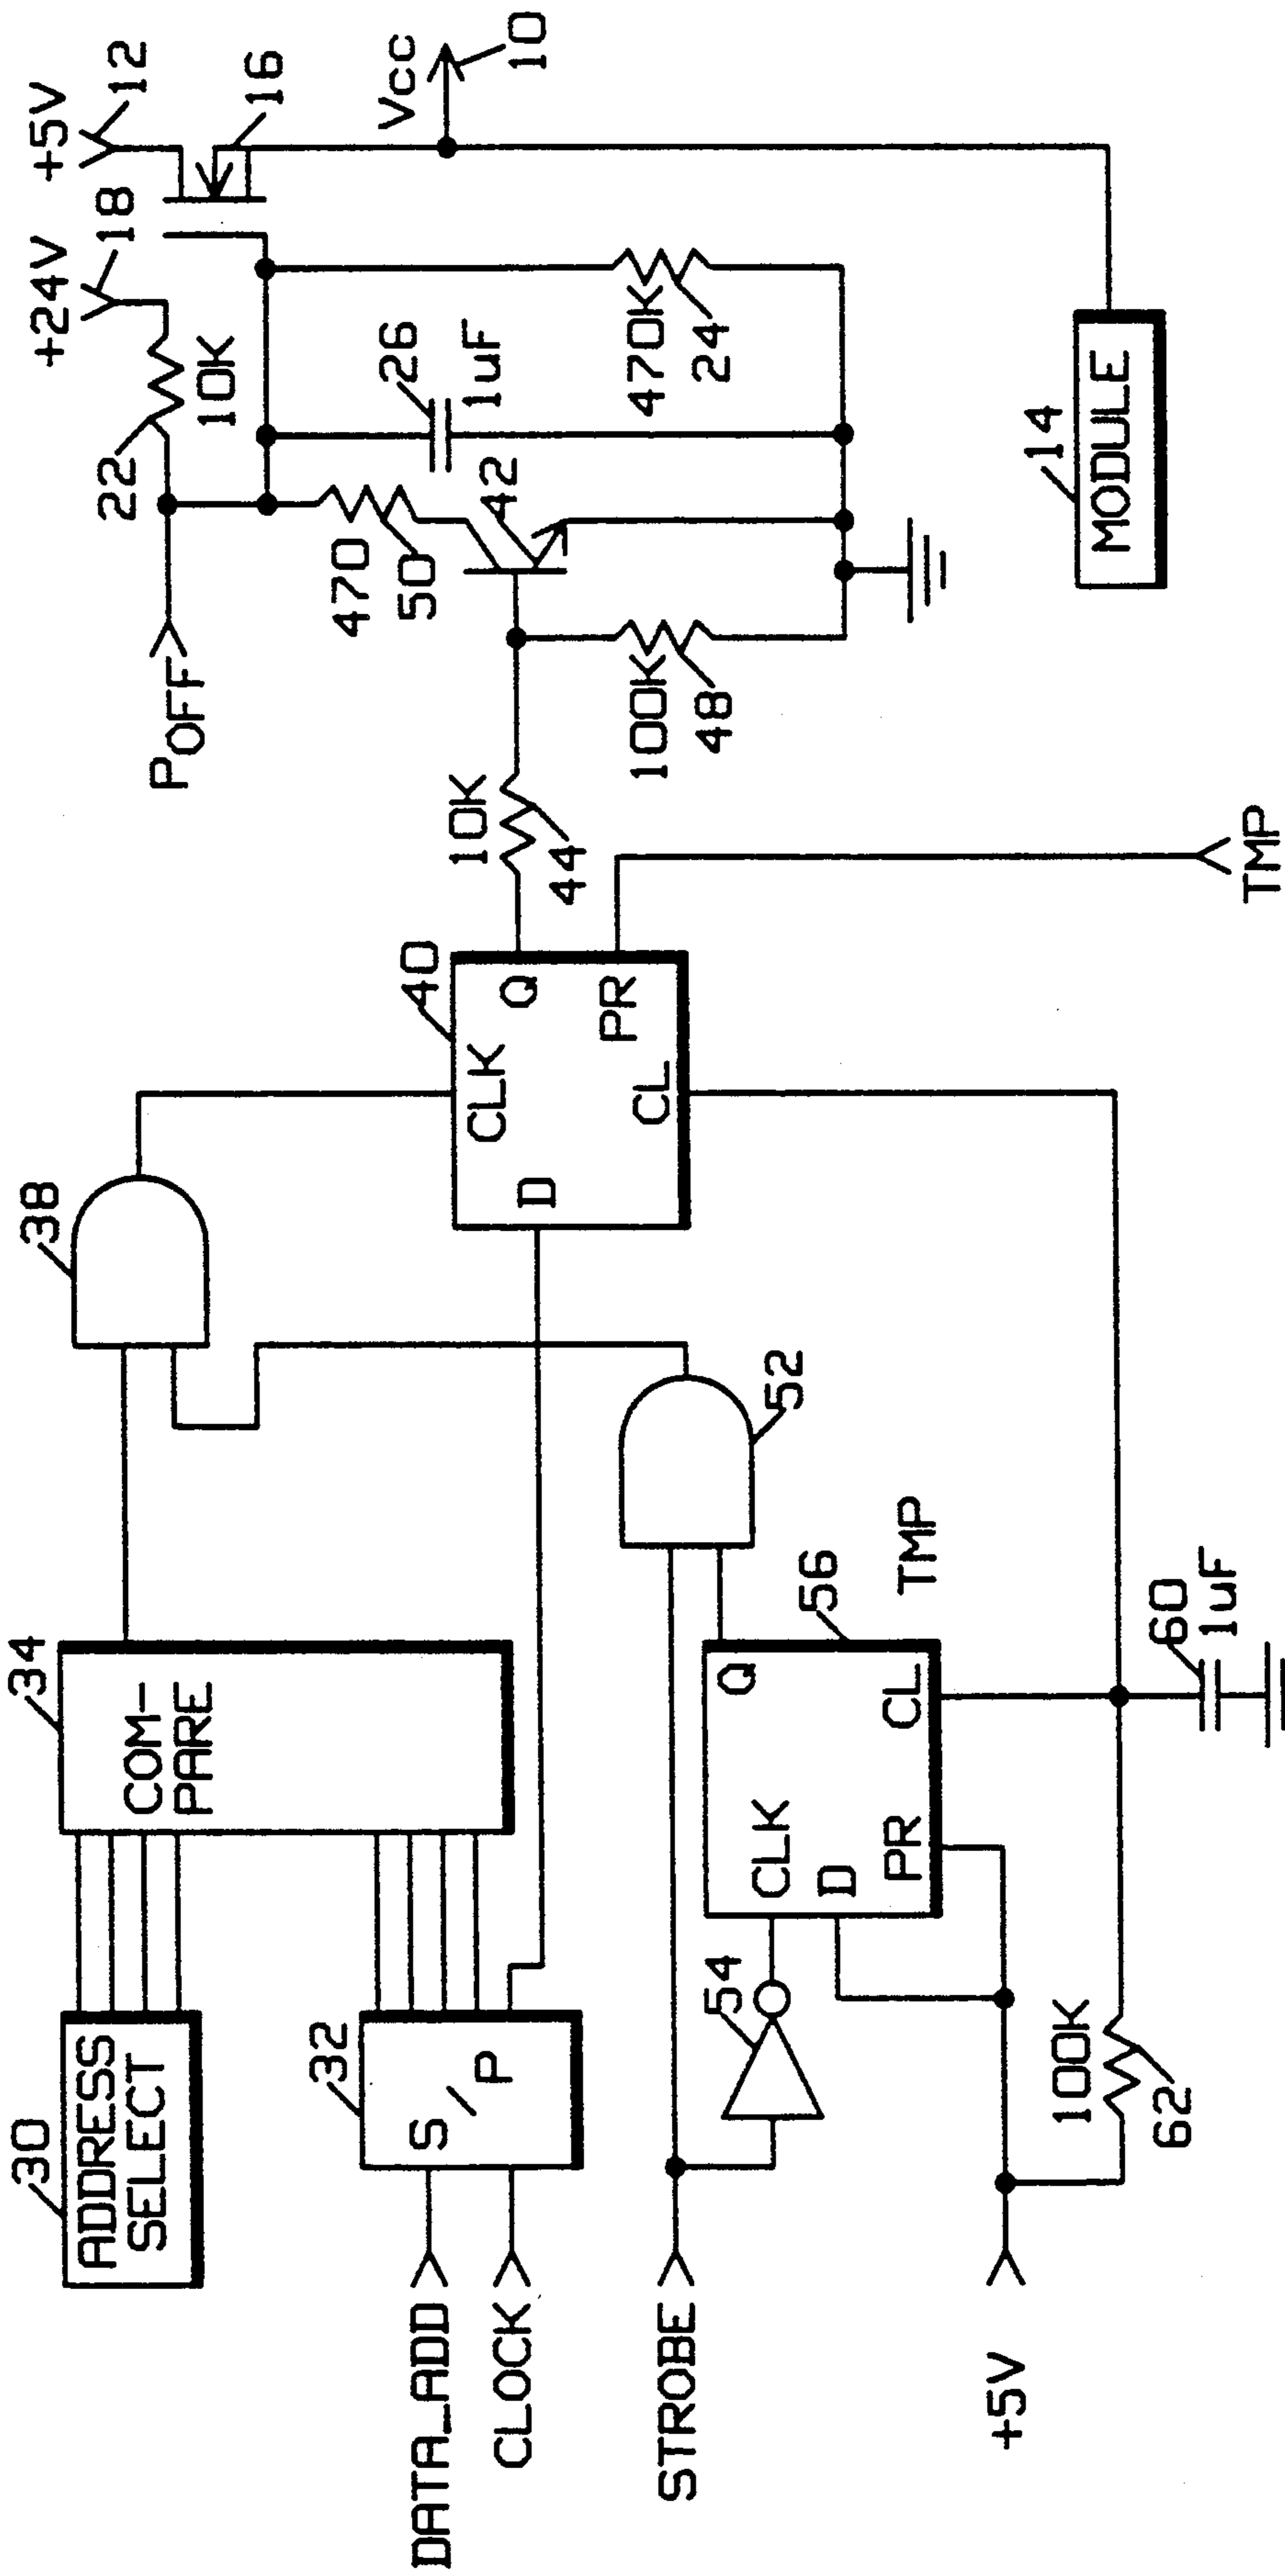 30
ADDRESS
SELECT
34
COM-
PARE
38
32
S/P
DATA_ADD
CLOCK
STROBE
+5V
54
CLK
D
PR
Q
CL
56
TMP
52
100K
62
60
1uF
40
CLK
D
Q
PR
CL
TMP
10K
44
100K
48
POFF
22
10K
+24V
18
+5V
12
16
470
50
42
26
1uF
470K
24
Vcc
10
14
MODULE